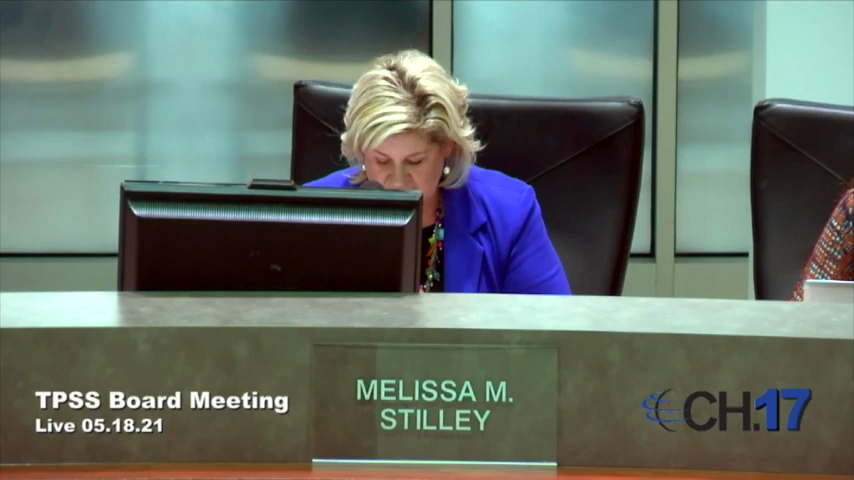 MELISSA M.
STILLEY
TPSS Board Meeting
Live 05.18.21
CH.17